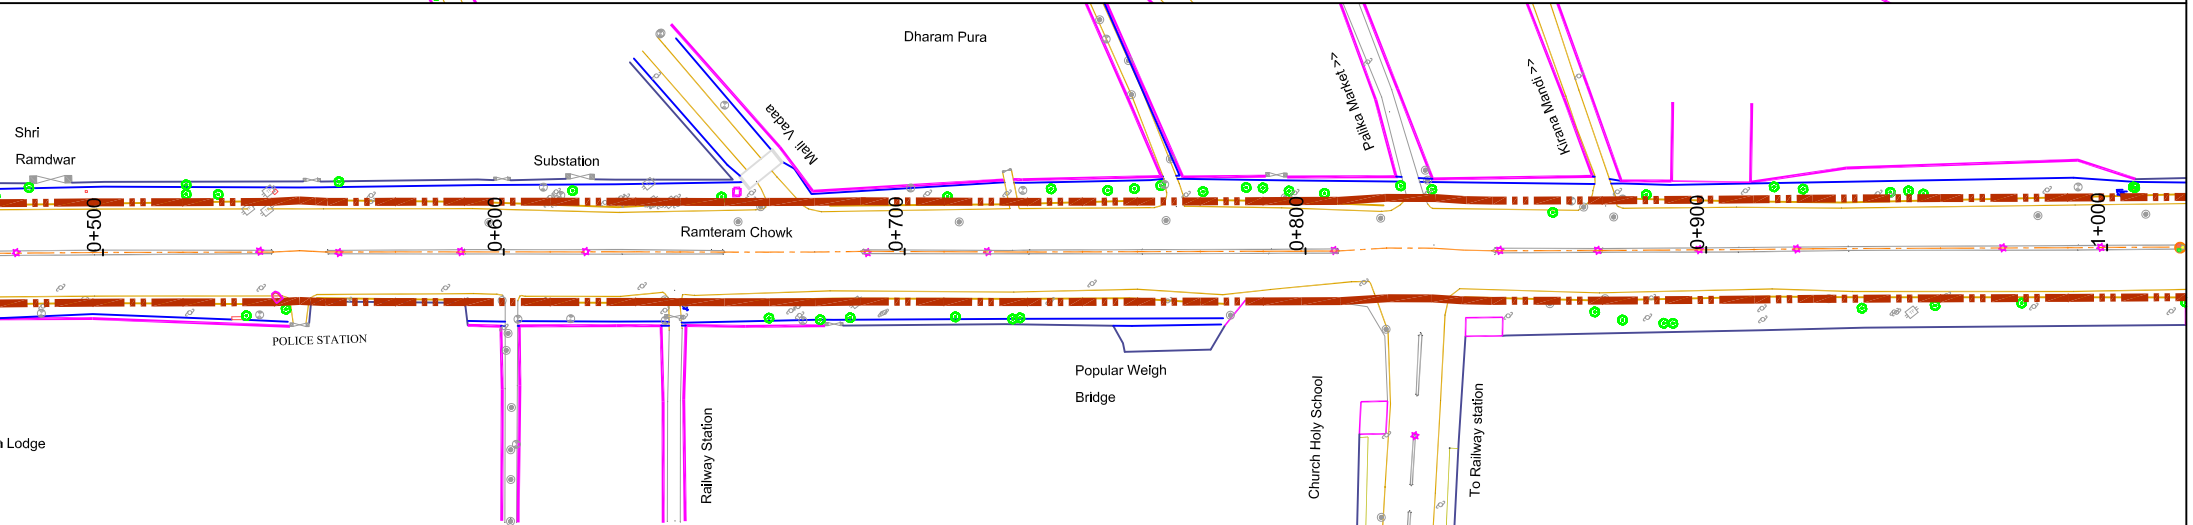 Dharam Pura
Palika Market >>
Kirana Mandi >>
Mali Vadaa
Shri
Ramdwar
Substation
0+500
0+600
Ramteram Chowk
0+700
0+800
0+900
1+000
POLICE STATION
Popular Weigh
Bridge
Railway Station
Church Holy School
To Railway station
Lodge